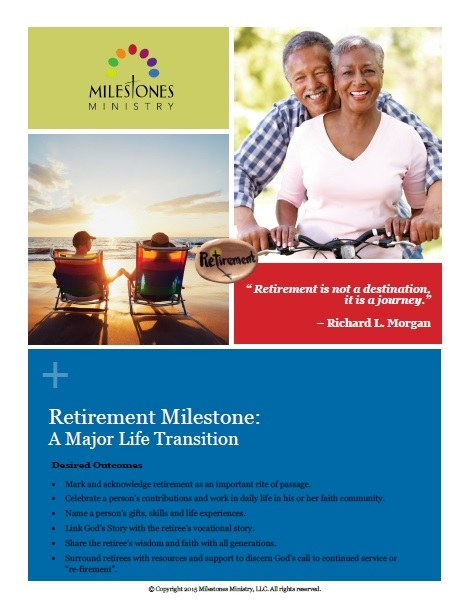 MILESTONES
MINISTRY
Retirement
“ Retirement is not a destination,
it is a journey.”
– Richard L. Morgan
+
Retirement Milestone:
A Major Life Transition
Desired Outcomes
• Mark and acknowledge retirement as an important rite of passage.
• Celebrate a person's contributions and work in daily life in his or her faith community.
• Name a person's gifts, skills and life experiences.
• Link God's Story with the retiree's vocational story.
• Share the retiree's wisdom and faith with all generations.
• Surround retirees with resources and support to discern God's call to continued service or
“re-firement”.
© Copyright 2015 Milestones Ministry, LLC. All rights reserved.